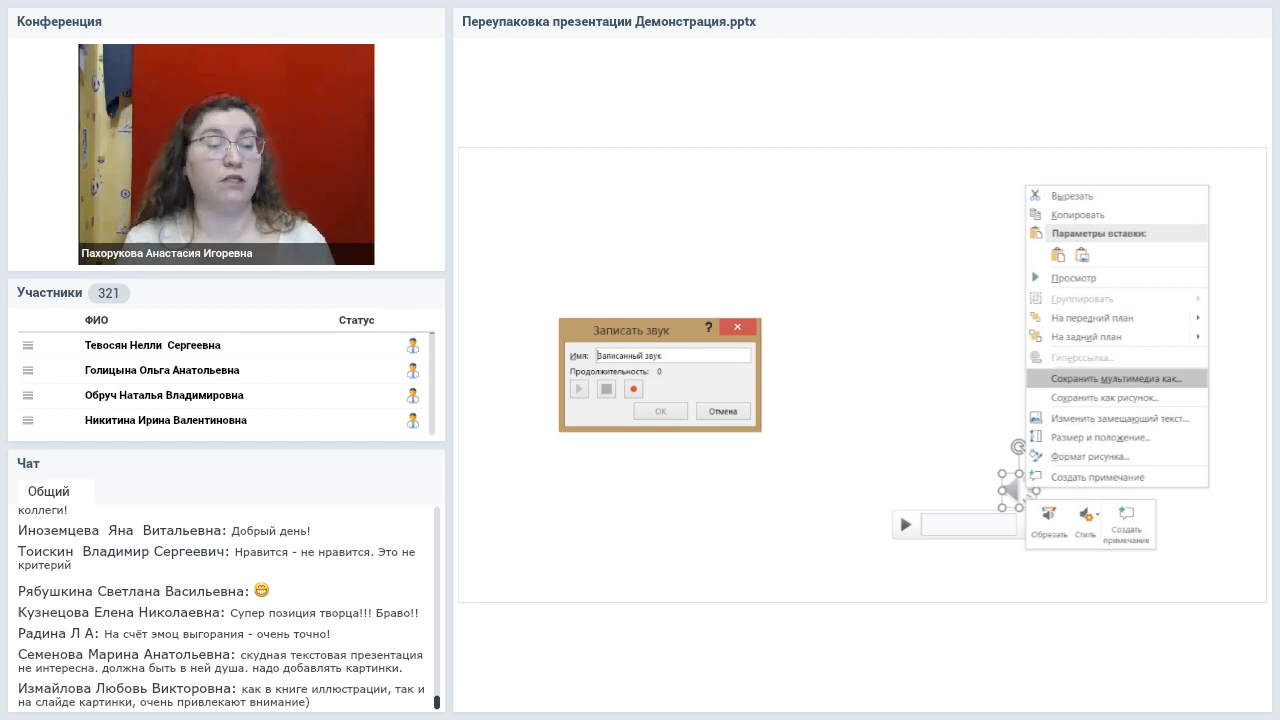 Конференция
Пахорукова Анастасия Игоревна
Участники 321
ФИО Статус
Тевосян Нелли Сергеевна
Голицына Ольга Анатольевна
Обруч Наталья Владимировна
Никитина Ирина Валентиновна
Чат
Общий
коллеги!
Иноземцева Яна Витальевна: Добрый день!
Тоискин Владимир Сергеевич: Нравится - не нравится. Это не
критерий
Рябушкина Светлана Васильевна:
Кузнецова Елена Николаевна: Супер позиция творца!!! Браво!!
Радина Л А: На счёт эмоц выгорания - очень точно!
Семенова Марина Анатольевна: скудная текстовая презентация
не интересна. должна быть в ней душа. надо добавлять картинки.
Измайлова Любовь Викторовна: как в книге иллюстрации, так и
на слайде картинки, очень привлекают внимание)
Переупаковка презентации Демонстрация.pptx
Записать звук ?
Имя: Записанный звук
Продолжительность: 0
ОК Отмена
Вырезать
Копировать
Параметры вставки:
Просмотр
Группировать
На передний план
На задний план
Гиперссылка...
Сохранить мультимедиа как...
Сохранить как рисунок...
Изменить замещающий текст...
Размер и положение...
Формат рисунка...
Создать примечание
Обрезать Стиль Создать
примечание